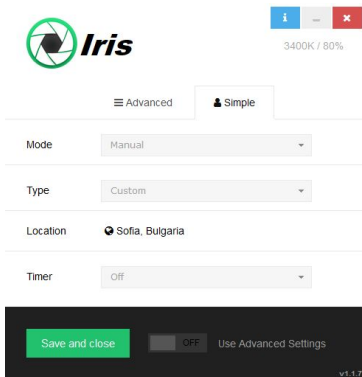 Iris
3400K / 80%
Advanced
Simple
Mode
Manual
Type
Custom
Location
Sofia, Bulgaria
Timer
Off
Save and close
OFF
Use Advanced Settings
v1.1.7